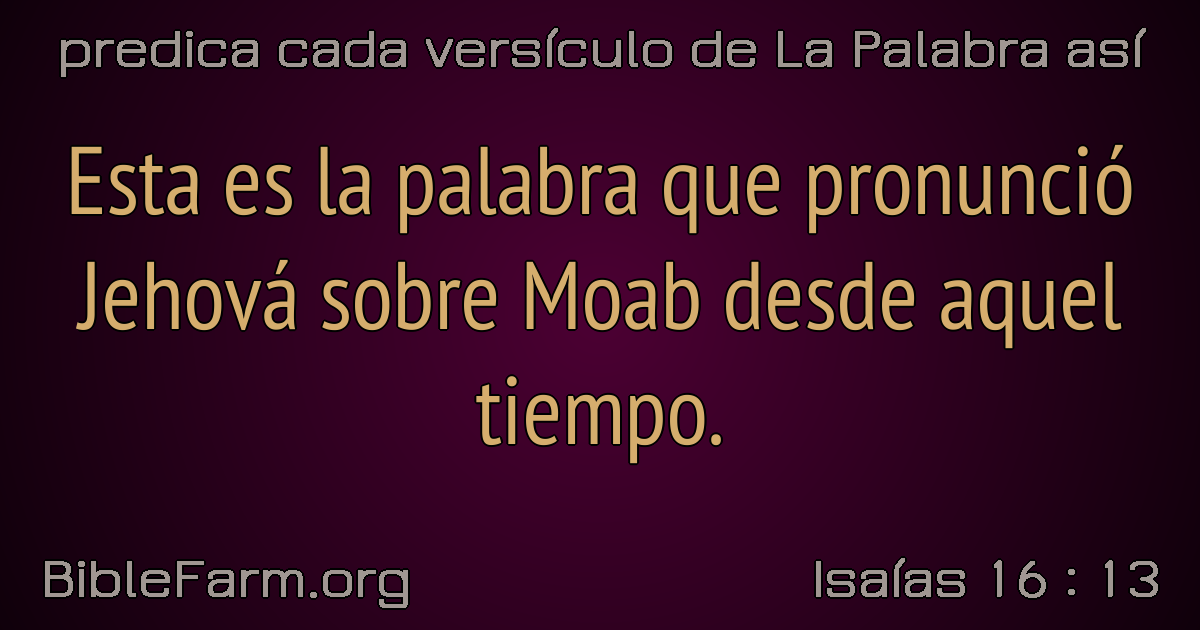 predica cada versículo de La Palabra así
Esta es la palabra que pronunció
Jehová sobre Moab desde aquel
tiempo.
BibleFarm.org
Isaías 16 : 13